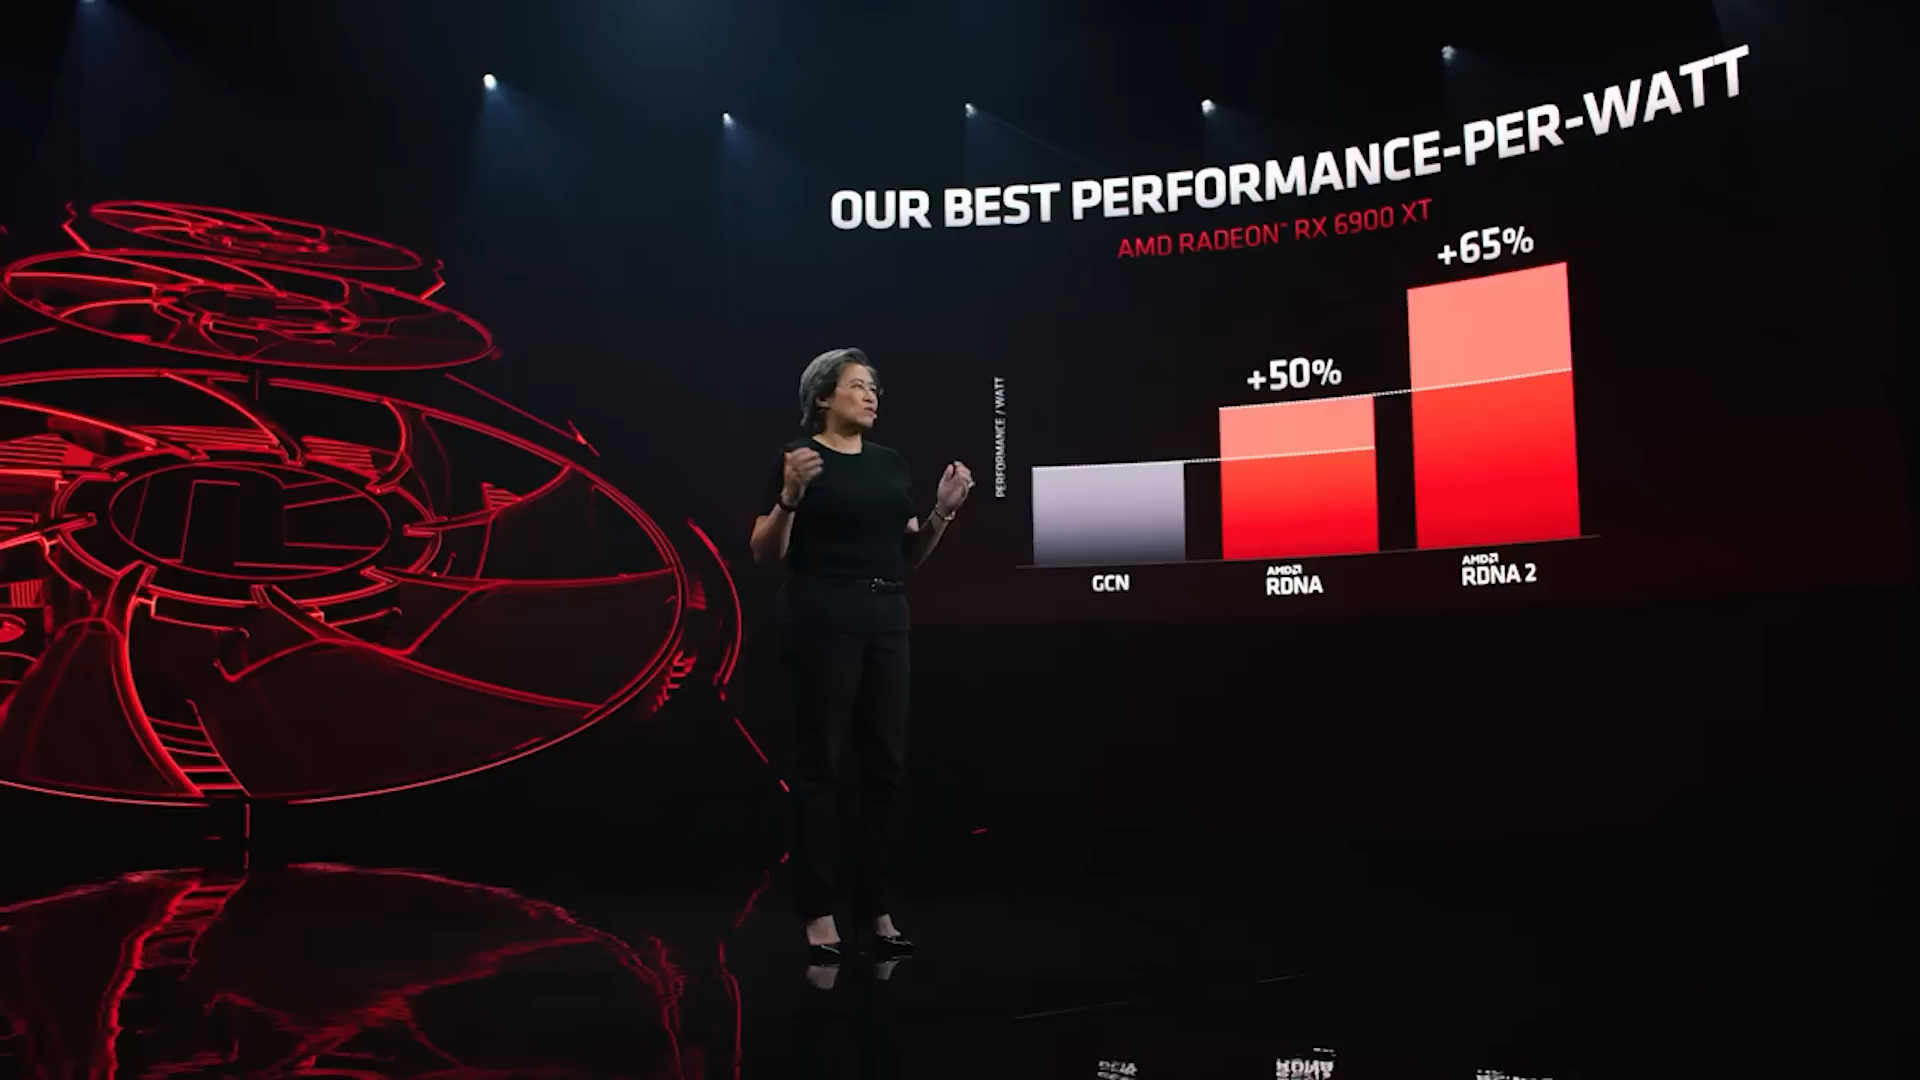 OUR BEST PERFORMANCE-PER-WATT
AMD RADEON™ RX 6900 XT
+65%
+50%
PERFORMANCE / WATT
GCN
AMD
RDNA
AMD
RDNA 2